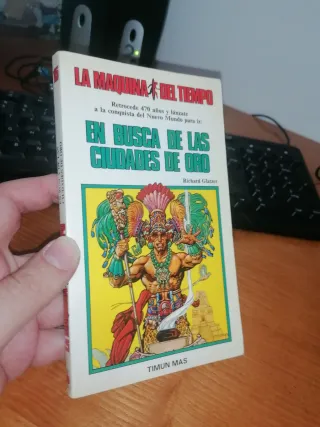 LA MAQUINA DEL TIEMPO
Retrocede 470 años y lánzate
a la conquista del Nuevo Mundo para ir
EN BUSCA DE LAS
CIUDADES DE ORO
Richard Glatzer
TIMUN MAS